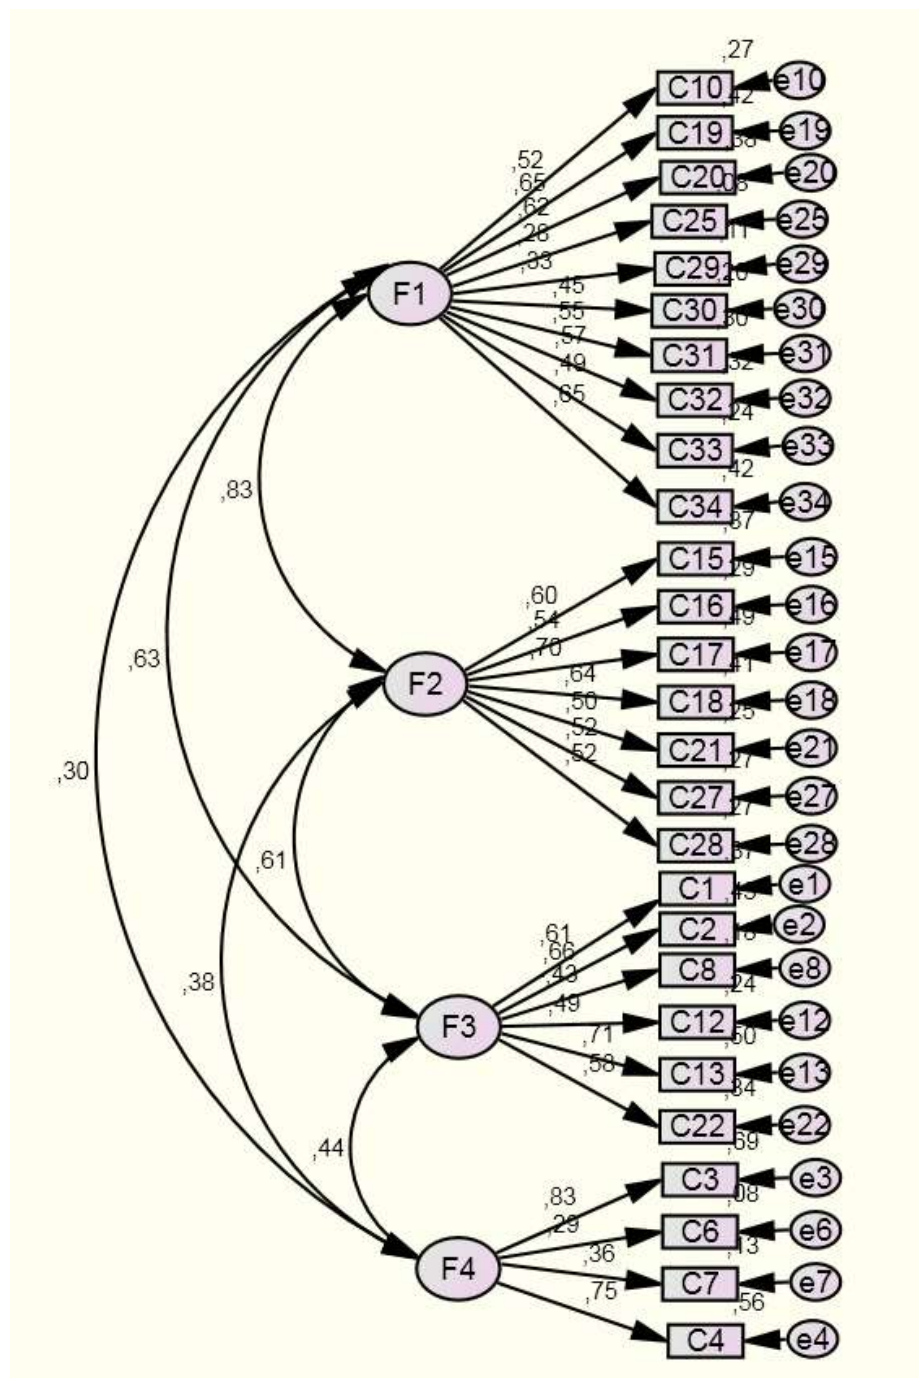 ,27
C10 e10
,42
,52
C19 e19
,38
,65
C20 e20
,08
,62
C25 e25
,11
,28
C29 e29
,20
,33
F1
,45
C30 e30
,30
,55
C31 e31
,32
,57
C32 e32
,24
,49
C33 e33
,42
,65
C34 e34
,37
,83
C15 e15
,29
,60
C16 e16
,49
,54
,70
C17 e17
,41
,63
F2
,64
C18 e18
,25
,50
C21 e21
,27
,52
,52
C27 e27
,27
,30
C28 e28
,37
,61
C1 e1
,43
C2 e2
,18
,61
,66
C8 e8
,24
,43
,38
,49
F3
C12 e12
,50
,71
C13 e13
,34
,58
C22 e22
,69
,44
C3 e3
,08
,83
,29
C6 e6
,13
,36
F4
C7 e7
,56
,75
C4 e4